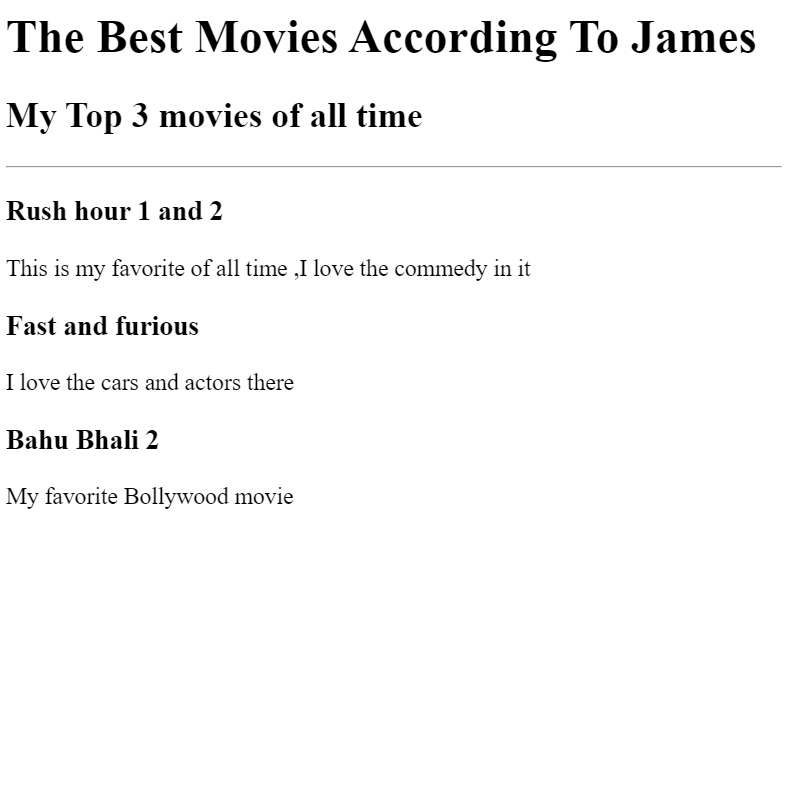 The Best Movies According To James
My Top 3 movies of all time
Rush hour 1 and 2
This is my favorite of all time ,I love the commedy in it
Fast and furious
I love the cars and actors there
Bahu Bhali 2
My favorite Bollywood movie